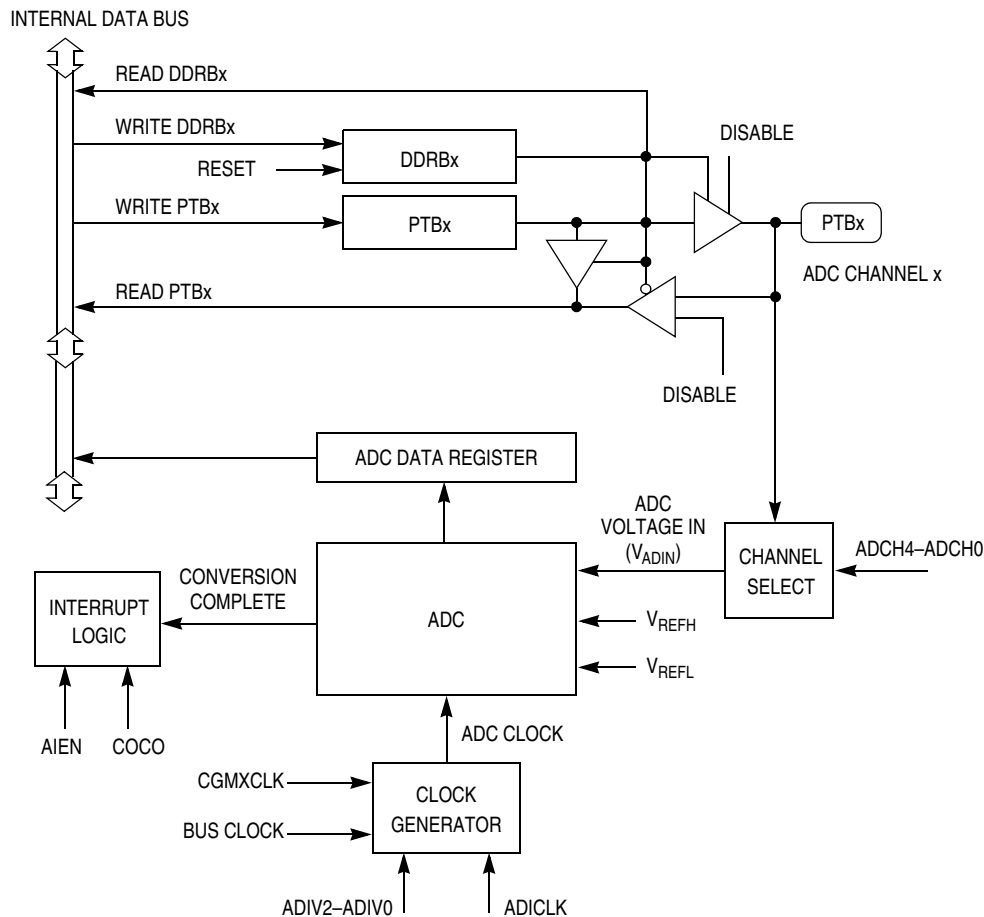 INTERNAL DATA BUS
READ DDRBx
WRITE DDRBx
DISABLE
RESET
DDRBx
WRITE PTBx
PTBx
PTBx
ADC CHANNEL x
READ PTBx
DISABLE
ADC DATA REGISTER
ADC
VOLTAGE IN
(VADIN)
CHANNEL
SELECT
ADCH4–ADCH0
CONVERSION
COMPLETE
INTERRUPT
LOGIC
ADC
VREFH
VREFL
AIEN
COCO
ADC CLOCK
CGMXCLK
CLOCK
GENERATOR
BUS CLOCK
ADIV2–ADIV0
ADICLK